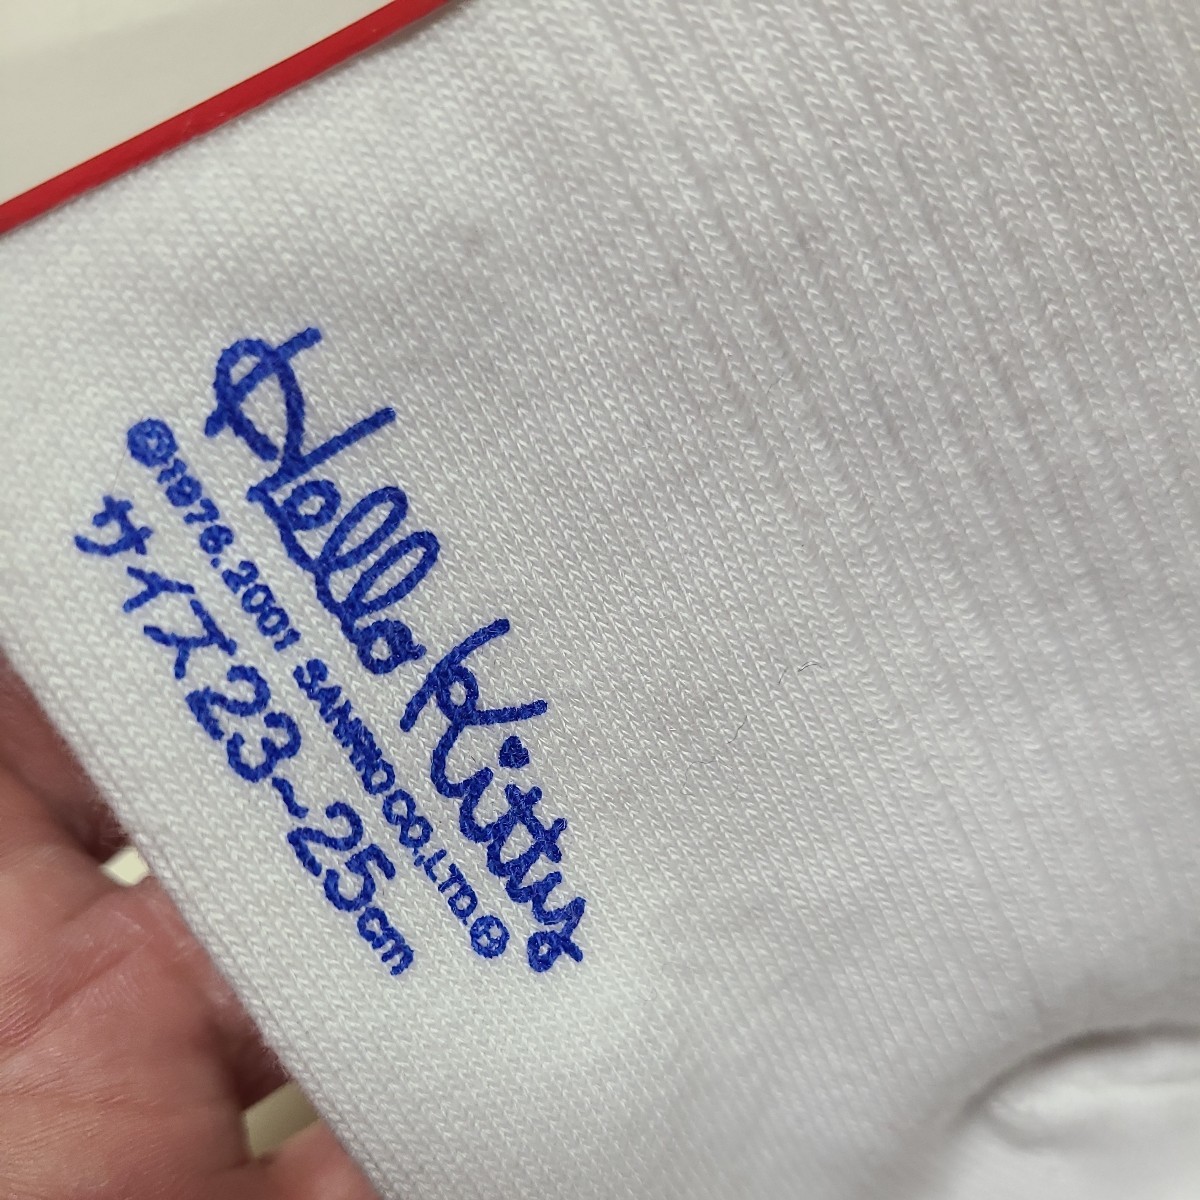 Hello Kitty
©1976.2001 SANRIO CO.,LTD.Ⓗ
サイズ23~25cm